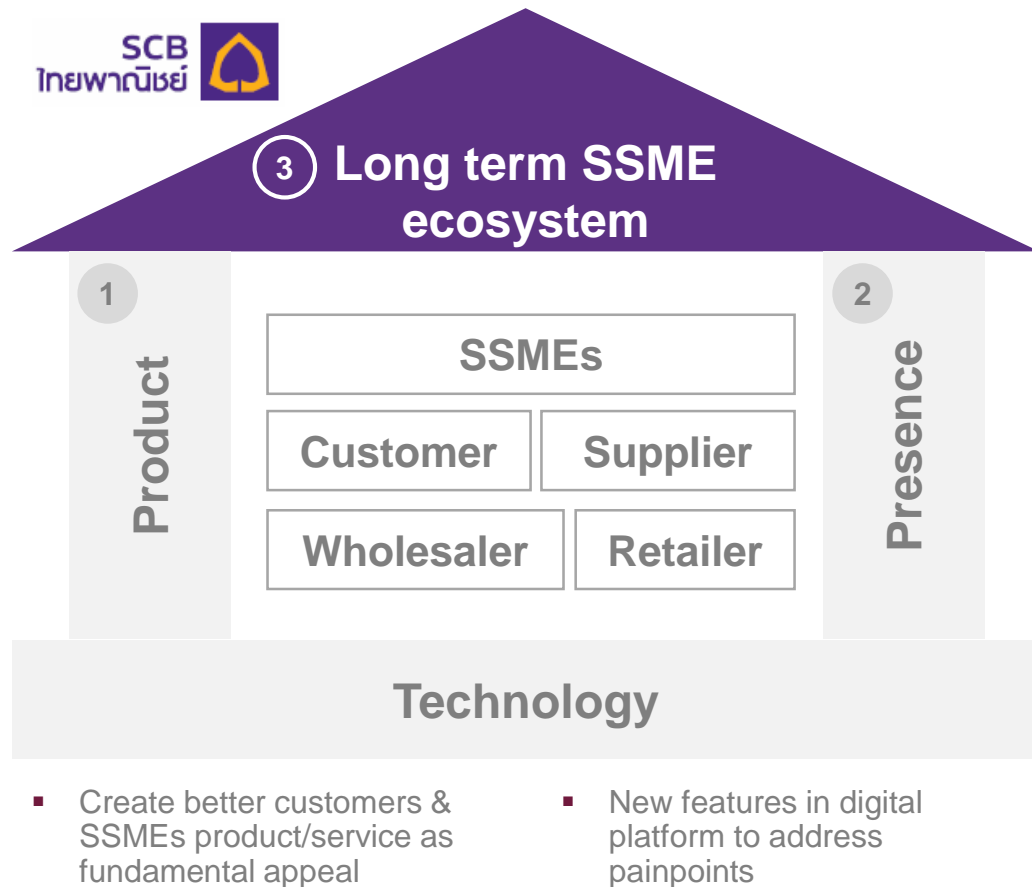 SCB
ไทยพาณิชย์
3 Long term SSME
ecosystem
1
2
Product
SSMEs
Customer Supplier
Wholesaler Retailer
Presence
Technology
▪ Create better customers &
SSMEs product/service as
fundamental appeal
▪ New features in digital
platform to address
painpoints